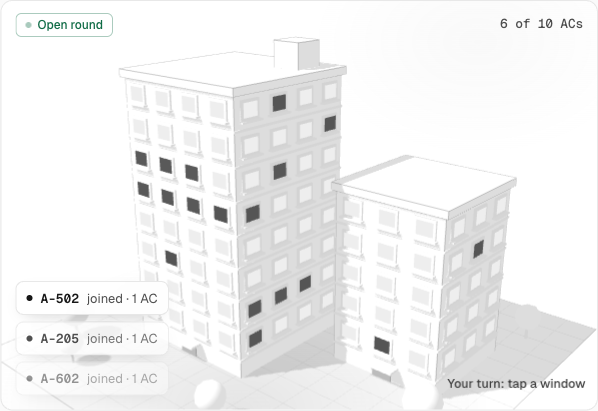 Open round
6 of 10 ACs
A-502 joined · 1 AC
A-205 joined · 1 AC
A-602 joined · 1 AC
Your turn: tap a window